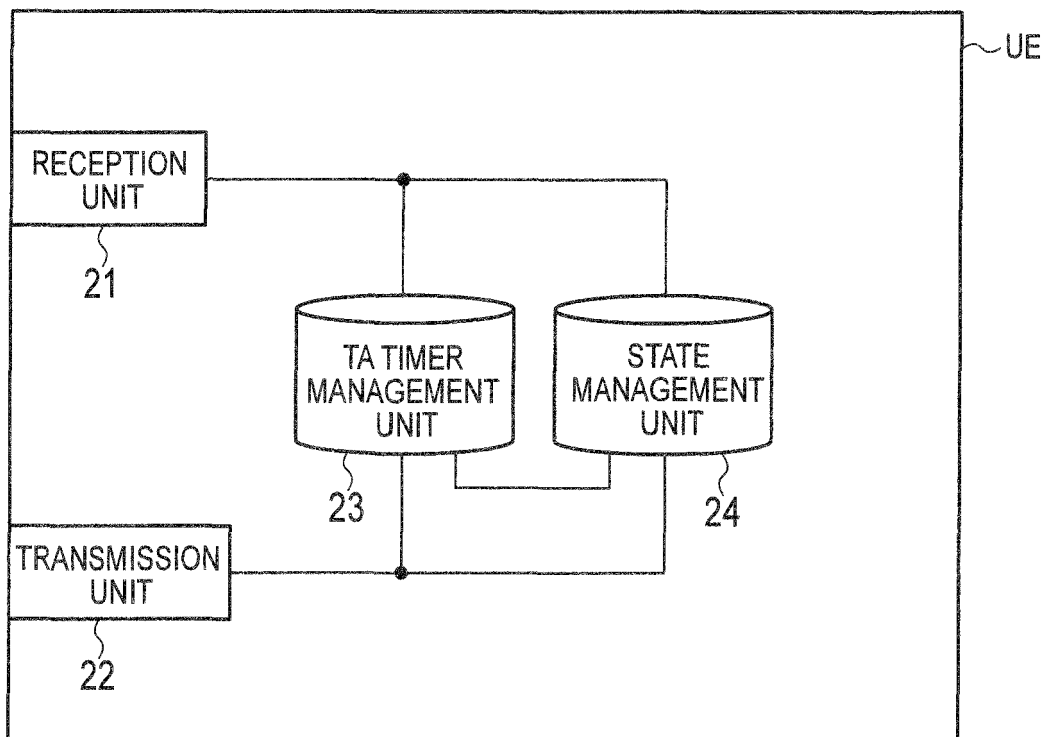 UE
RECEPTION
UNIT
21
TA TIMER
MANAGEMENT
UNIT
23
STATE
MANAGEMENT
UNIT
24
TRANSMISSION
UNIT
22